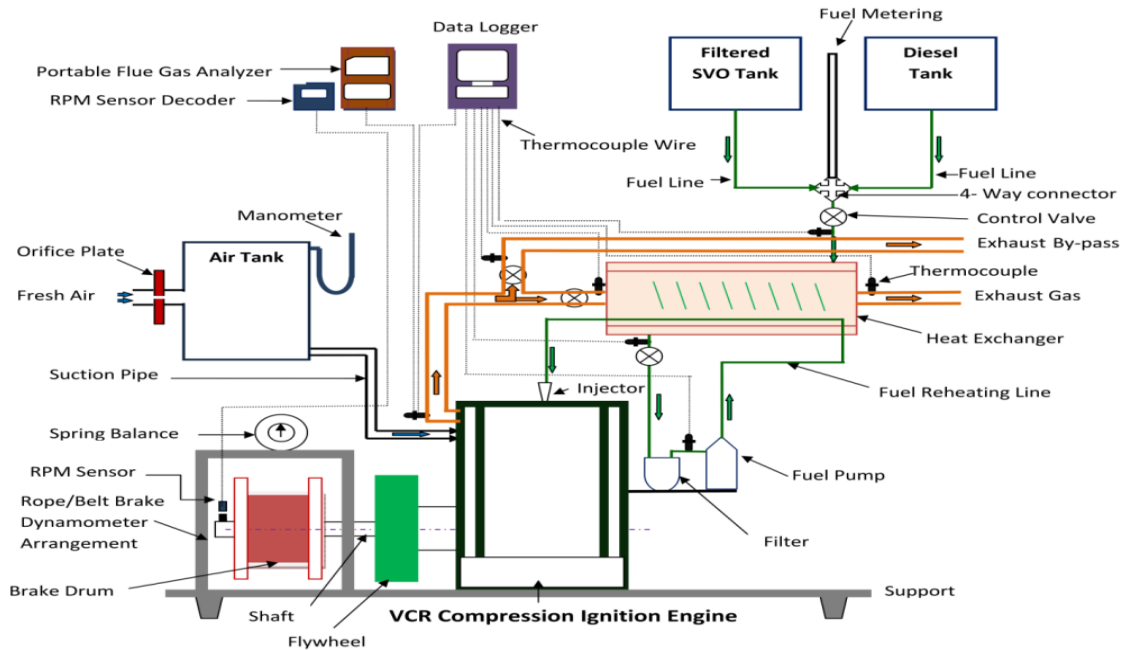 Fuel Metering
Data Logger
Filtered
SVO Tank
Diesel
Tank
Portable Flue Gas Analyzer
RPM Sensor Decoder
Thermocouple Wire
Fuel Line
Fuel Line
4- Way connector
Control Valve
Manometer
Exhaust By-pass
Orifice Plate
Air Tank
Thermocouple
Fresh Air
Exhaust Gas
Heat Exchanger
Suction Pipe
Injector
Fuel Reheating Line
Spring Balance
RPM Sensor
Fuel Pump
Rope/Belt Brake
Dynamometer
Arrangement
Filter
Brake Drum
Support
Shaft
VCR Compression Ignition Engine
Flywheel